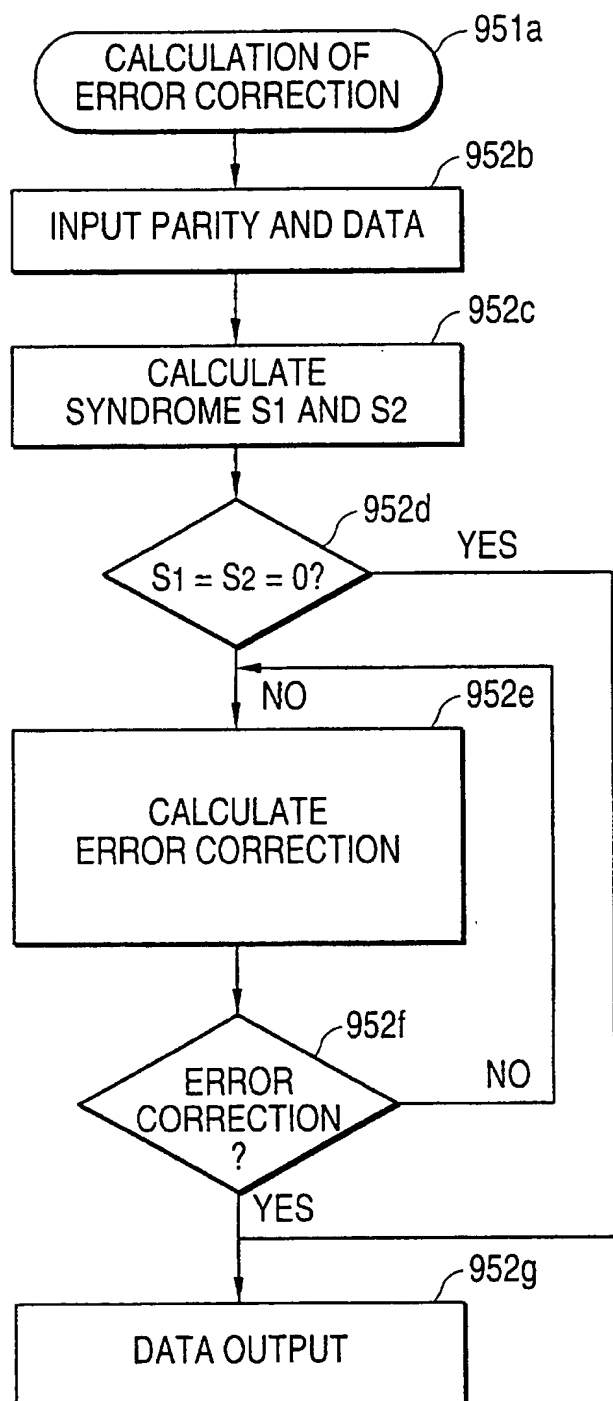 951a
CALCULATION OF
ERROR CORRECTION
952b
INPUT PARITY AND DATA
952c
CALCULATE
SYNDROME S1 AND S2
952d
S1 = S2 = 0?
YES
NO
952e
CALCULATE
ERROR CORRECTION
952f
ERROR
CORRECTION
?
NO
YES
952g
DATA OUTPUT